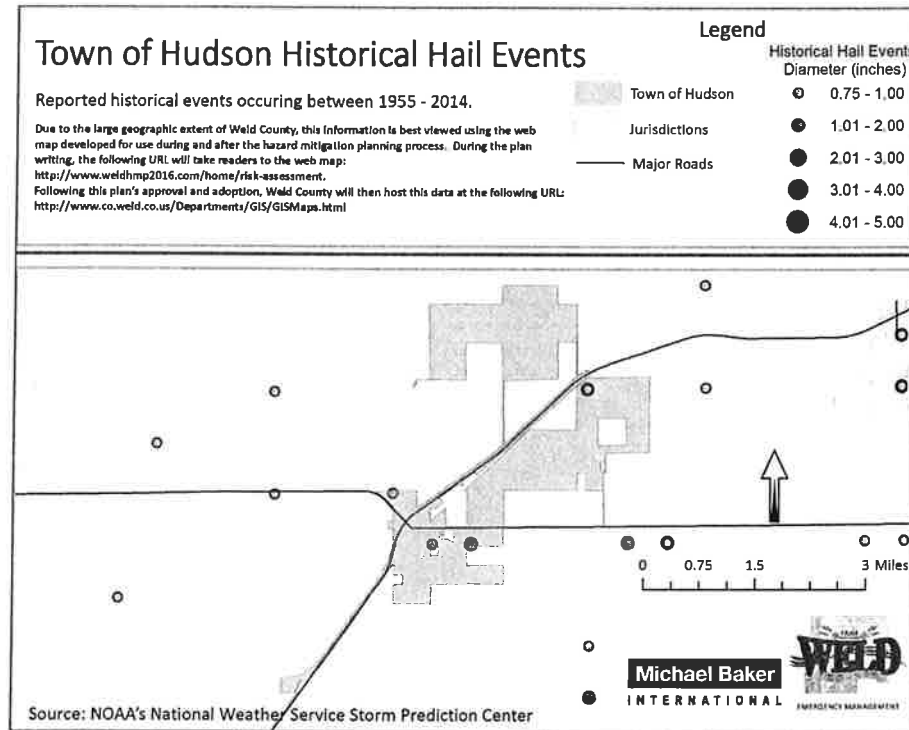 Town of Hudson Historical Hail Events
Reported historical events occuring between 1955 - 2014.
Due to the large geographic extent of Weld County, this information is best viewed using the web
map developed for use during and after the hazard mitigation planning process. During the plan
writing, the following URL will take readers to the web map:
http://www.weldhmp2016.com/home/risk-assessment.
Following this plan's approval and adoption, Weld County will then host this data at the following URL:
http://www.co.weld.co.us/Departments/GIS/GISMaps.html
Legend
Town of Hudson
Jurisdictions
Major Roads
Historical Hail Events
Diameter (inches)
0.75 - 1.00
1.01 - 2.00
2.01 - 3.00
3.01 - 4.00
4.01 - 5.00
0 0.75 1.5 3 Miles
Michael Baker
INTERNATIONAL
WELD
EMERGENCY MANAGEMENT
Source: NOAA's National Weather Service Storm Prediction Center